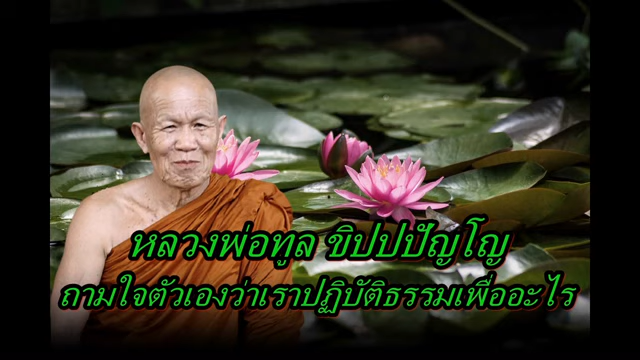 หลวงพ่อทูล ขิปปปัญโญ
ถามใจตัวเองว่าเราปฏิบัติธรรมเพื่ออะไร